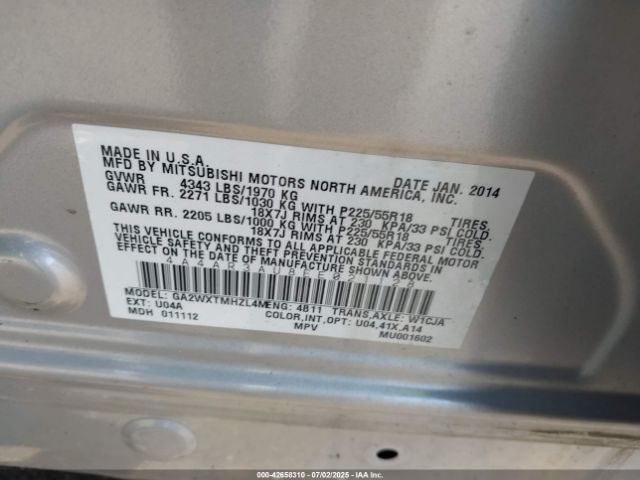 MADE IN U.S.A. DATE JAN. 2014
MFD BY MITSUBISHI MOTORS NORTH AMERICA, INC.
GVWR 4343 LBS/1970 KG
GAWR FR. 2271 LBS/1030 KG WITH P225/55R18 TIRES,
18X7J RIMS AT 230 KPA/33 PSI COLD.
GAWR RR. 2205 LBS/1000 KG WITH P225/55R18 TIRES,
18X7J RIMS AT 230 KPA/33 PSI COLD.
THIS VEHICLE CONFORMS TO ALL APPLICABLE FEDERAL MOTOR
VEHICLE SAFETY AND THEFT PREVENTION STANDARDS IN
EFFECT ON THE DATE OF MANUFACTURE SHOWN ABOVE.
MODEL: GA2WXTMHZL4M ENG: 4B11 TRANS,AXLE: W1CJA
EXT: U04A COLOR,INT,OPT: U04,41X,A14
MDH 011112 MPV MU001602
000-42658310 - 07/02/2025 - IAA Inc.